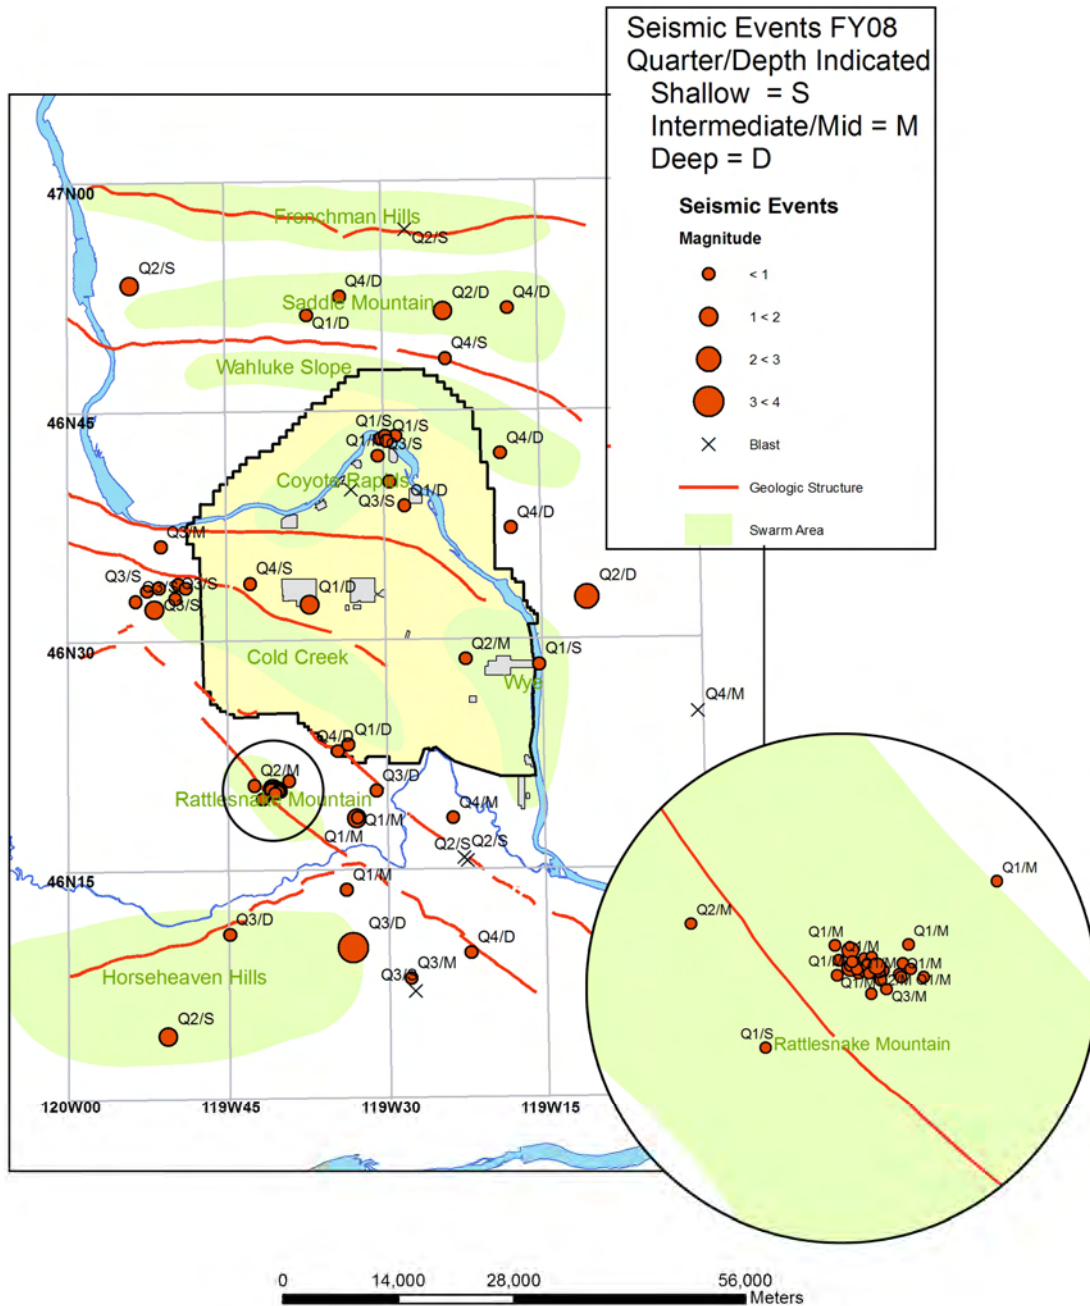 Seismic Events FY08
Quarter/Depth Indicated
Shallow = S
Intermediate/Mid = M
Deep = D
Seismic Events
Magnitude
< 1
1 < 2
2 < 3
3 < 4
Blast
Geologic Structure
Swarm Area
47N00
Frenchman Hills
Q2/S
Q2/S
Q4/D
Saddle Mountain
Q2/D
Q4/D
Q1/D
Q4/S
Wahluke Slope
46N45
Q1/S
Q1/S
Q3/S
Q4/D
Coyote Rapids
Q3/S
Q1/D
Q4/D
Q3/M
Q3/S
Q3/S
Q3/S
Q4/S
Q1/D
Q2/D
46N30
Cold Creek
Q2/M
Q1/S
Wye
Q4/M
Q4/D
Q1/D
Q2/M
Q3/D
Rattlesnake Mountain
Q1/M
Q4/M
Q1/M
Q2/S
Q2/S
46N15
Q1/M
Q3/D
Q3/D
Q4/D
Horseheaven Hills
Q3/S
Q3/M
Q2/S
120W00
119W45
119W30
119W15
Q1/M
Q2/M
Q1/M
Q1/M
Q1/M
Q1/M
Q1/M
Q1/M
Q3/M
Q1/S
Rattlesnake Mountain
0
14,000
28,000
56,000
Meters